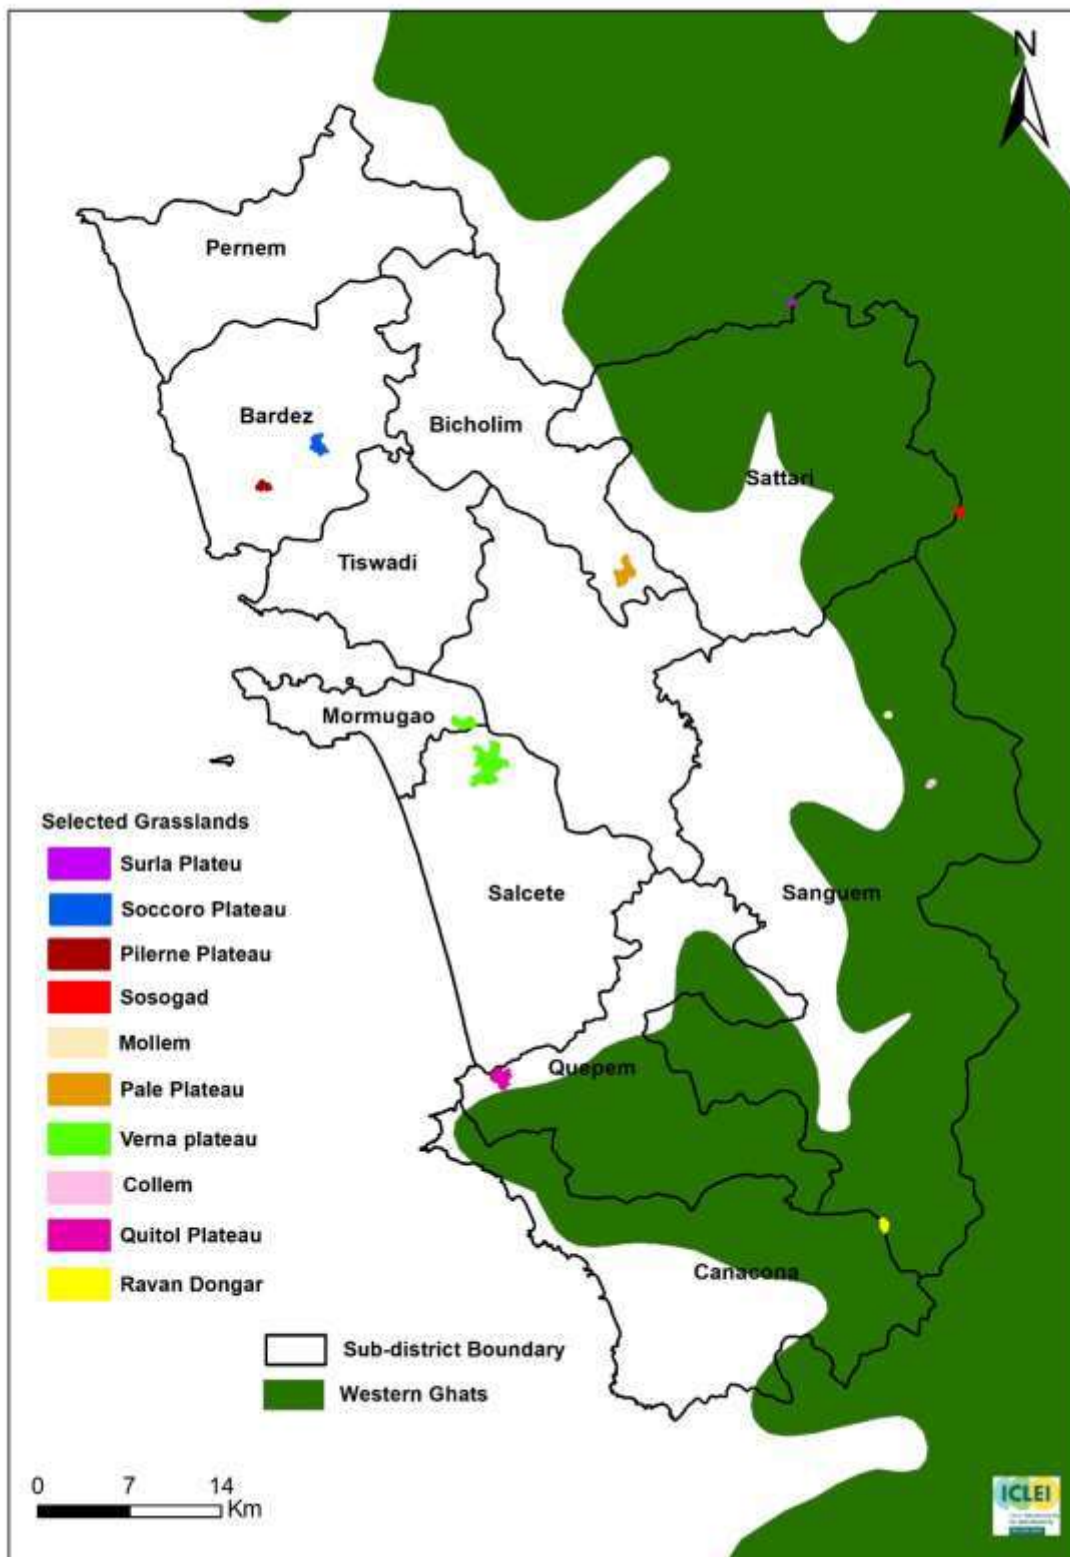 N
Pernem
Bardez
Bicholim
Sattari
Tiswadi
Mormugao
Salcete
Sanguem
Quepem
Canacona
Selected Grasslands
Surla Plateu
Soccoro Plateau
Pilerne Plateau
Sosogad
Mollem
Pale Plateau
Verna plateau
Collem
Quitol Plateau
Ravan Dongar
Sub-district Boundary
Western Ghats
0 7 14
Km
ICLEI